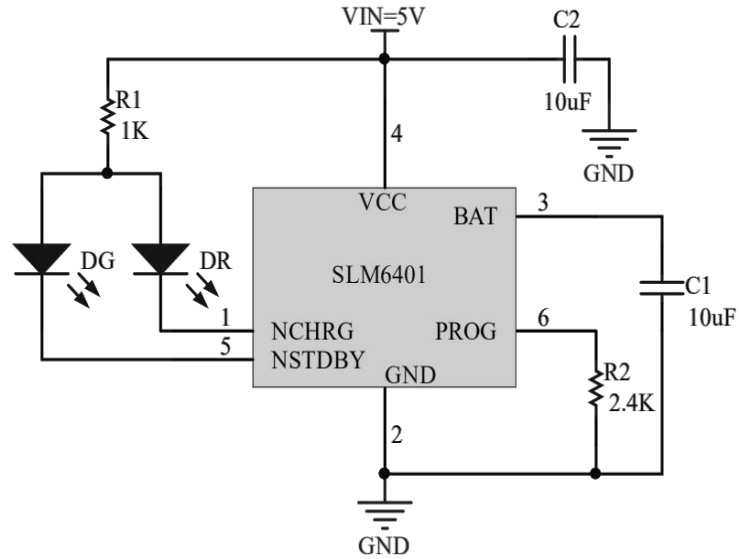 VIN=5V
C2
10uF
GND
R1
1K
4
VCC
BAT
3
DG
DR
SLM6401
C1
10uF
1
NCHRG
PROG
6
5
NSTDBY
GND
R2
2.4K
2
GND